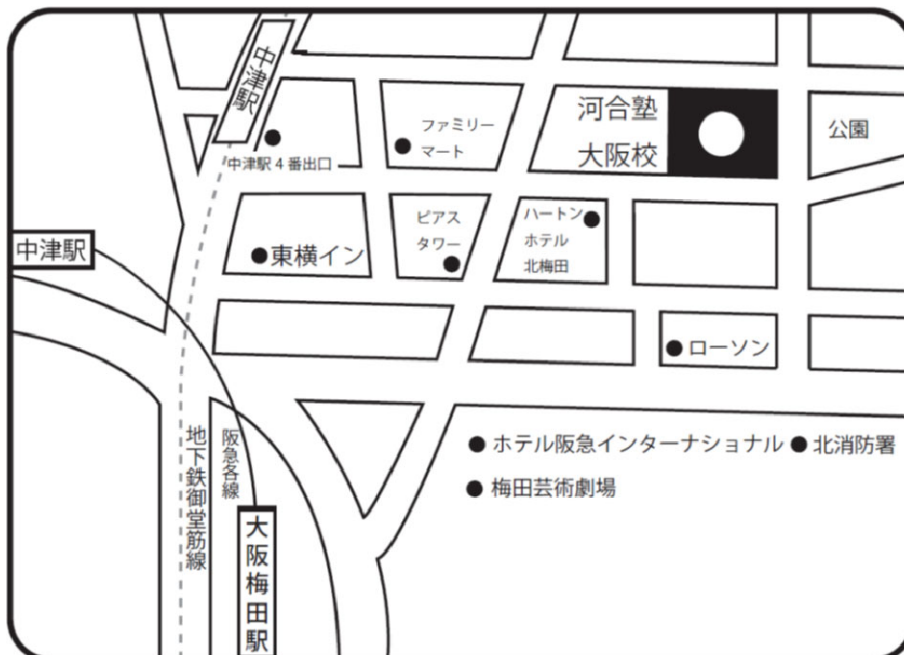 中津駅
ファミリー
マート
河合塾
大阪校
公園
中津駅4番出口
中津駅
東横イン
ピアス
タワー
ハートン
ホテル
北梅田
ローソン
地下鉄御堂筋線
阪急各線
大阪梅田駅
ホテル阪急インターナショナル
北消防署
梅田芸術劇場